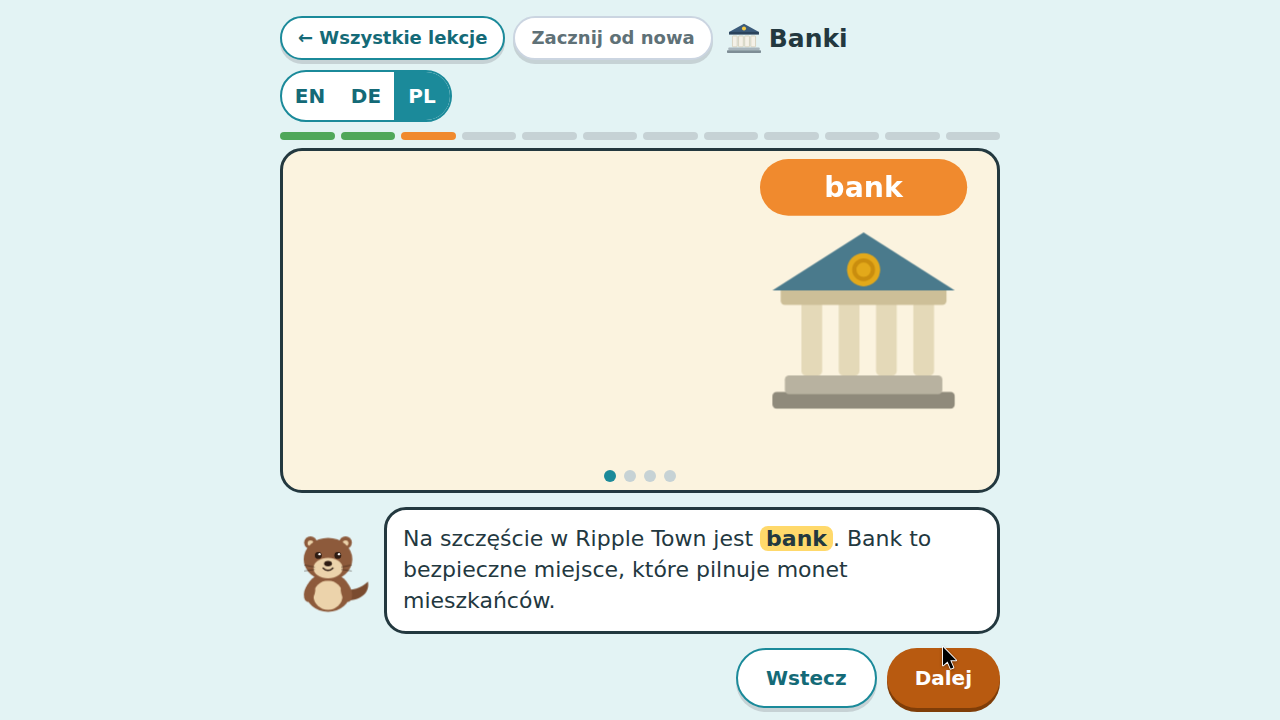 ← Wszystkie lekcje
Zacznij od nowa
Banki
EN DE PL
bank
Na szczęście w Ripple Town jest bank. Bank to
bezpieczne miejsce, które pilnuje monet
mieszkańców.
Wstecz
Dalej